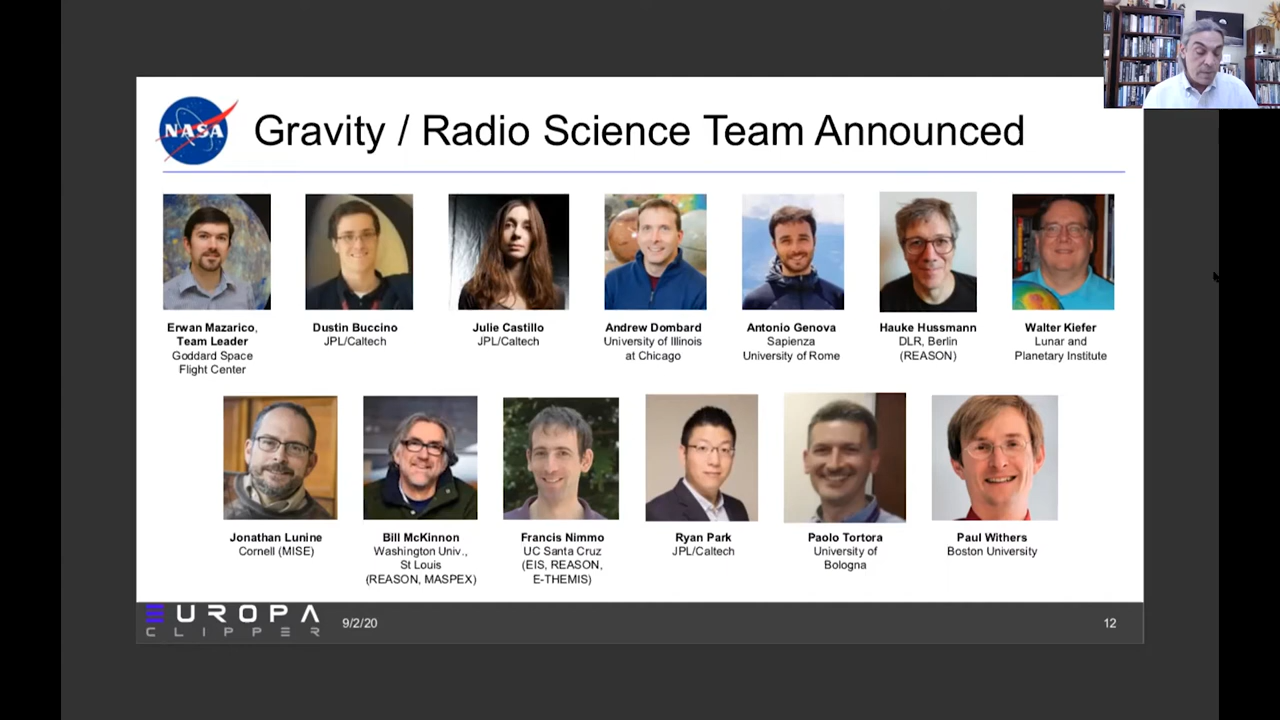 NASA
Gravity / Radio Science Team Announced
Erwan Mazarico,
Team Leader
Goddard Space
Flight Center
Dustin Buccino
JPL/Caltech
Julie Castillo
JPL/Caltech
Andrew Dombard
University of Illinois
at Chicago
Antonio Genova
Sapienza
University of Rome
Hauke Hussmann
DLR, Berlin
(REASON)
Walter Kiefer
Lunar and
Planetary Institute
Jonathan Lunine
Cornell (MISE)
Bill McKinnon
Washington Univ.,
St Louis
(REASON, MASPEX)
Francis Nimmo
UC Santa Cruz
(EIS, REASON,
E-THEMIS)
Ryan Park
JPL/Caltech
Paolo Tortora
University of
Bologna
Paul Withers
Boston University
EUROPA
CLIPPER
9/2/20
12